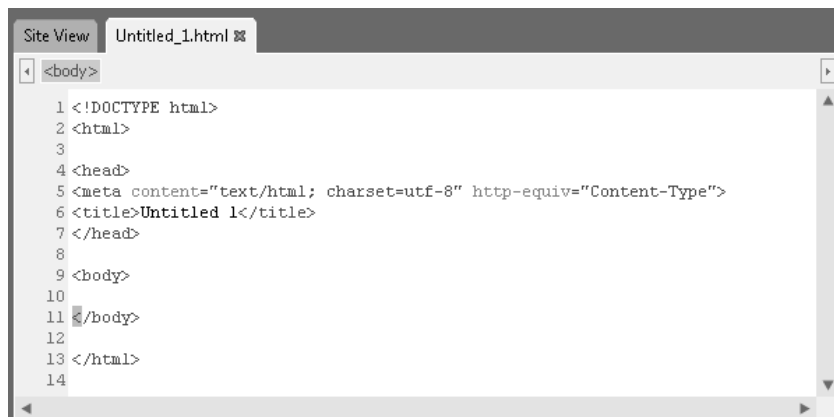 Site View Untitled_1.html
<body>
1 <!DOCTYPE html>
2 <html>
3
4 <head>
5 <meta content="text/html; charset=utf-8" http-equiv="Content-Type">
6 <title>Untitled 1</title>
7 </head>
8
9 <body>
10
11 </body>
12
13 </html>
14